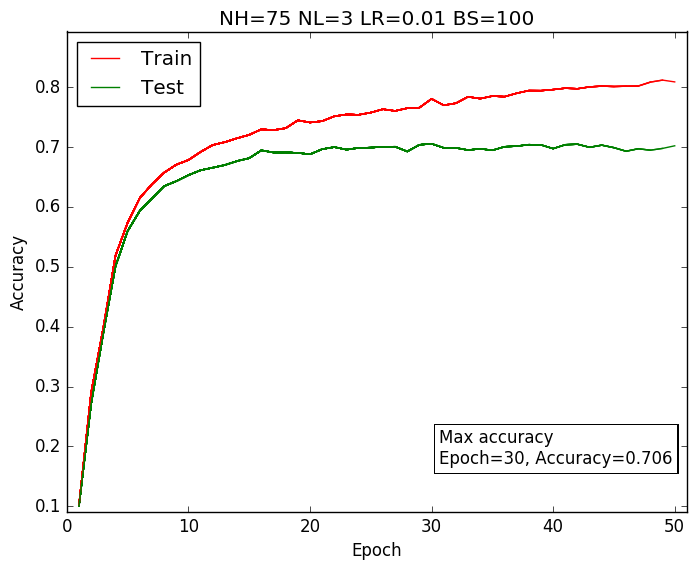 NH=75 NL=3 LR=0.01 BS=100
Train
Test
Accuracy
0.8
0.7
0.6
0.5
0.4
0.3
0.2
0.1
Max accuracy
Epoch=30, Accuracy=0.706
0 10 20 30 40 50
Epoch